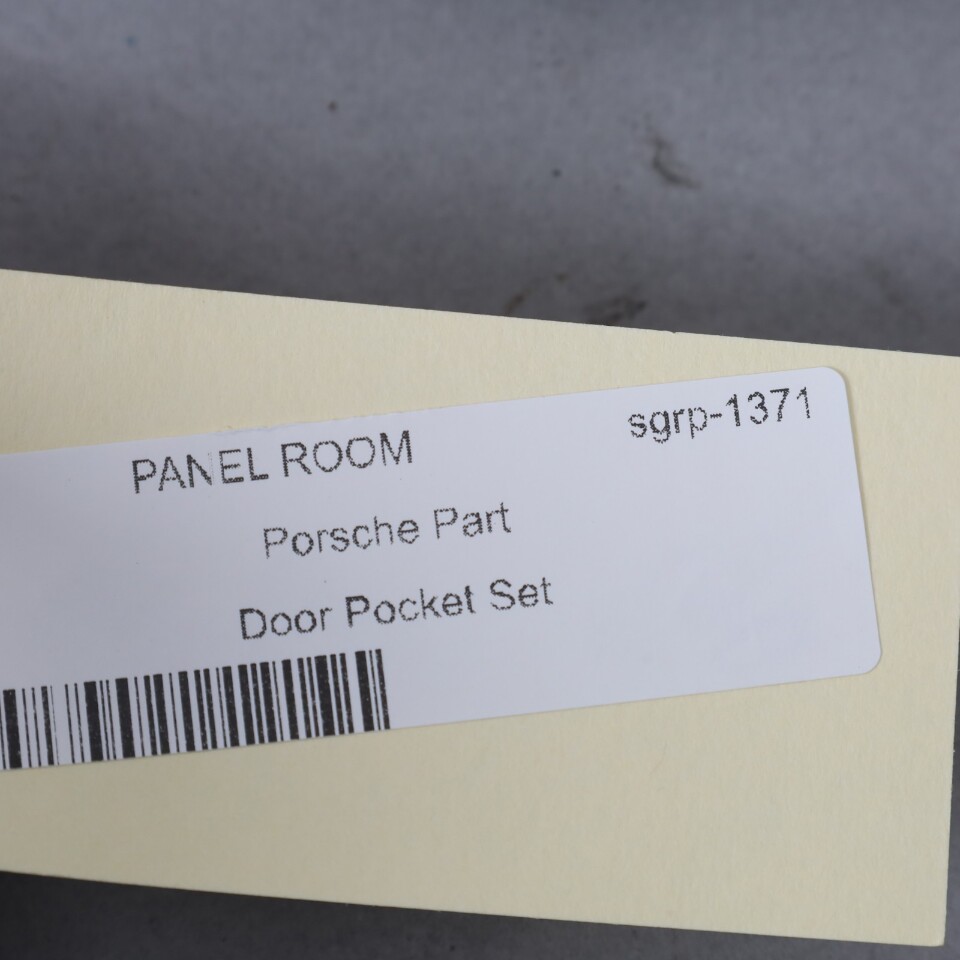 PANEL ROOM
sgrp-1371
Porsche Part
Door Pocket Set